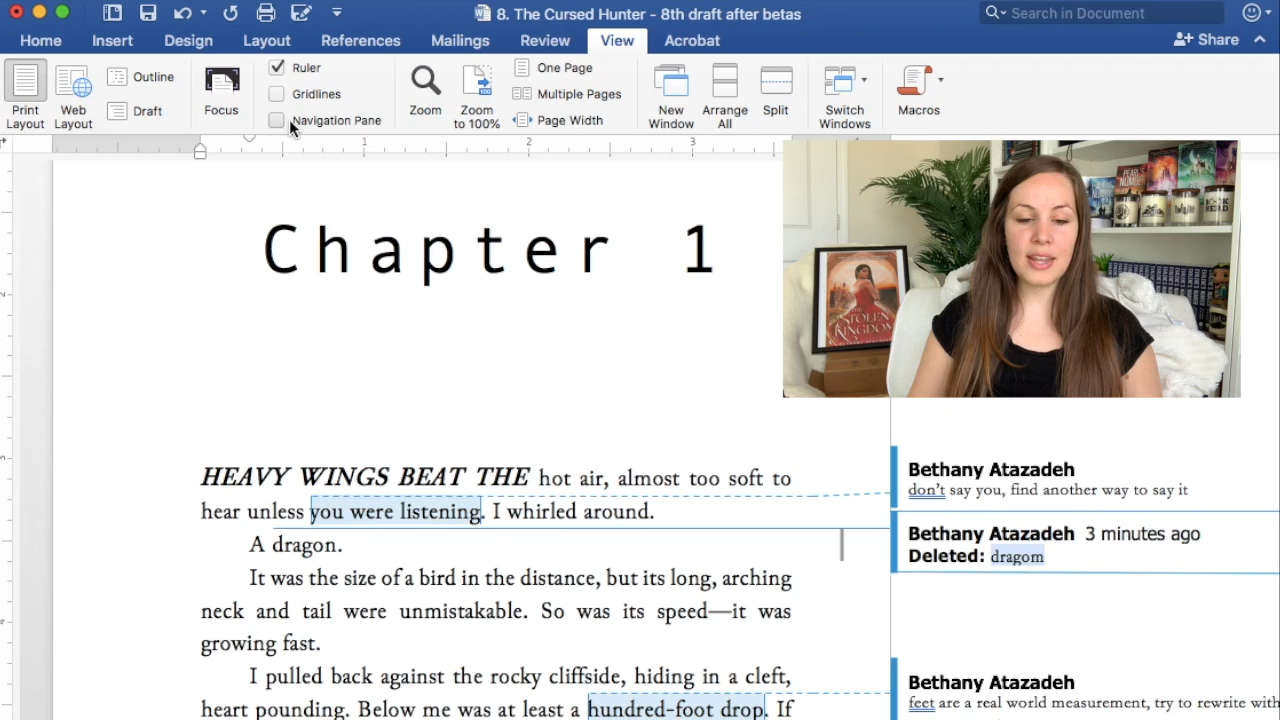 8. The Cursed Hunter - 8th draft after betas
Search in Document
Home Insert Design Layout References Mailings Review View Acrobat
Share
Print Layout
Web Layout
Outline
Draft
Focus
Ruler
Gridlines
Navigation Pane
Zoom
Zoom to 100%
One Page
Multiple Pages
Page Width
New Window
Arrange All
Split
Switch Windows
Macros
1 2 3
Chapter 1
HEAVY WINGS BEAT THE hot air, almost too soft to
hear unless you were listening. I whirled around.
A dragon.
It was the size of a bird in the distance, but its long, arching
neck and tail were unmistakable. So was its speed—it was
growing fast.
I pulled back against the rocky cliffside, hiding in a cleft,
heart pounding. Below me was at least a hundred-foot drop. If
Bethany Atazadeh
don't say you, find another way to say it
Bethany Atazadeh 3 minutes ago
Deleted: dragom
Bethany Atazadeh
feet are a real world measurement, try to rewrite with
THE STOLEN
KINGDOM